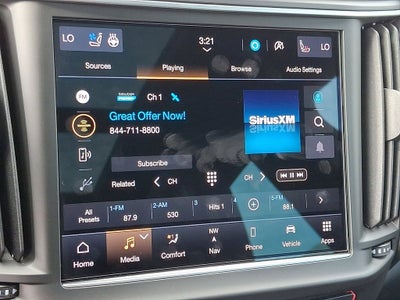 LO
3:21
LO
Sources
Playing
Browse
Audio Settings
FM
Ch 1
Great Offer Now!
844-711-8800
SiriusXM
Subscribe
Related
CH
CH
All Presets
1-FM
87.9
2-AM
530
3
Hits 1
4
5
88.1
Home
Media
Comfort
NW
Nav
Phone
Vehicle
Apps